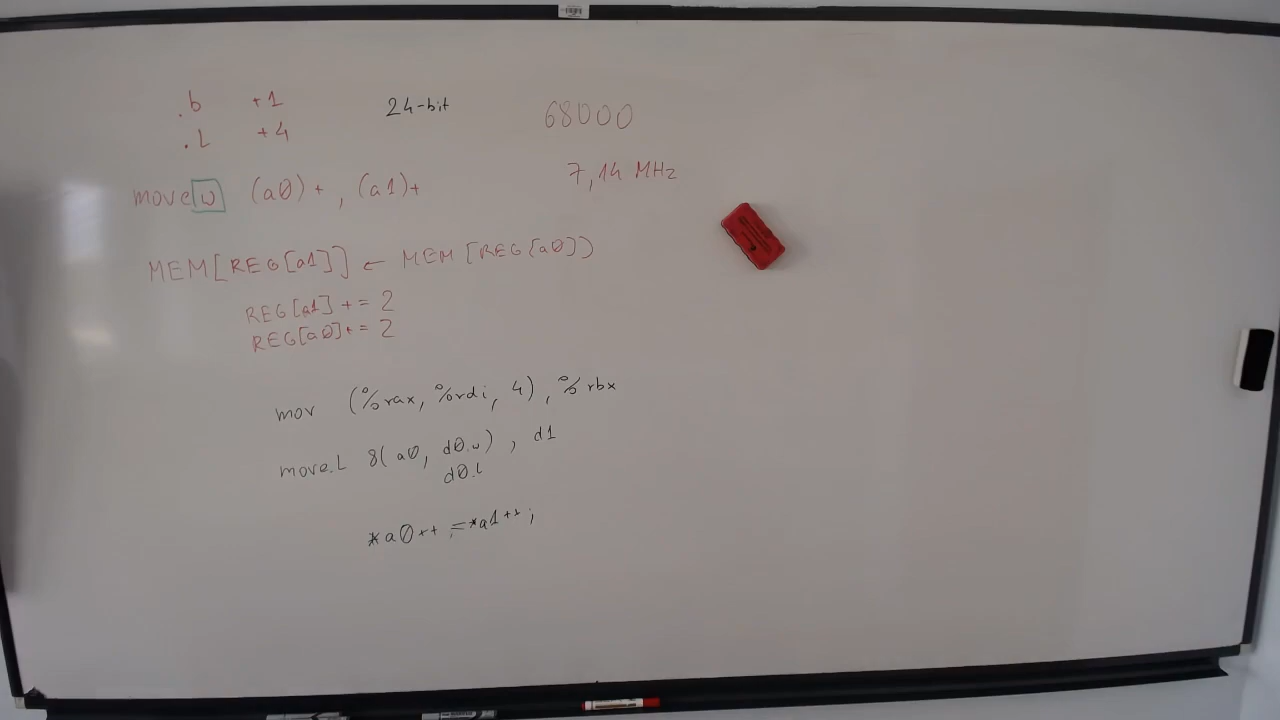 .b +1 24-bit 68000
.L +4
move w (a0)+ , (a1)+ 7,14 MHz
MEM[REG[a1]] ← MEM[REG[a0]]
REG[a1] += 2
REG[a0] += 2
mov (%rax, %rdi, 4), %rbx
move.L 8(a0, d0.w) , d1
d0.L
*a0++ = *a1++ ;